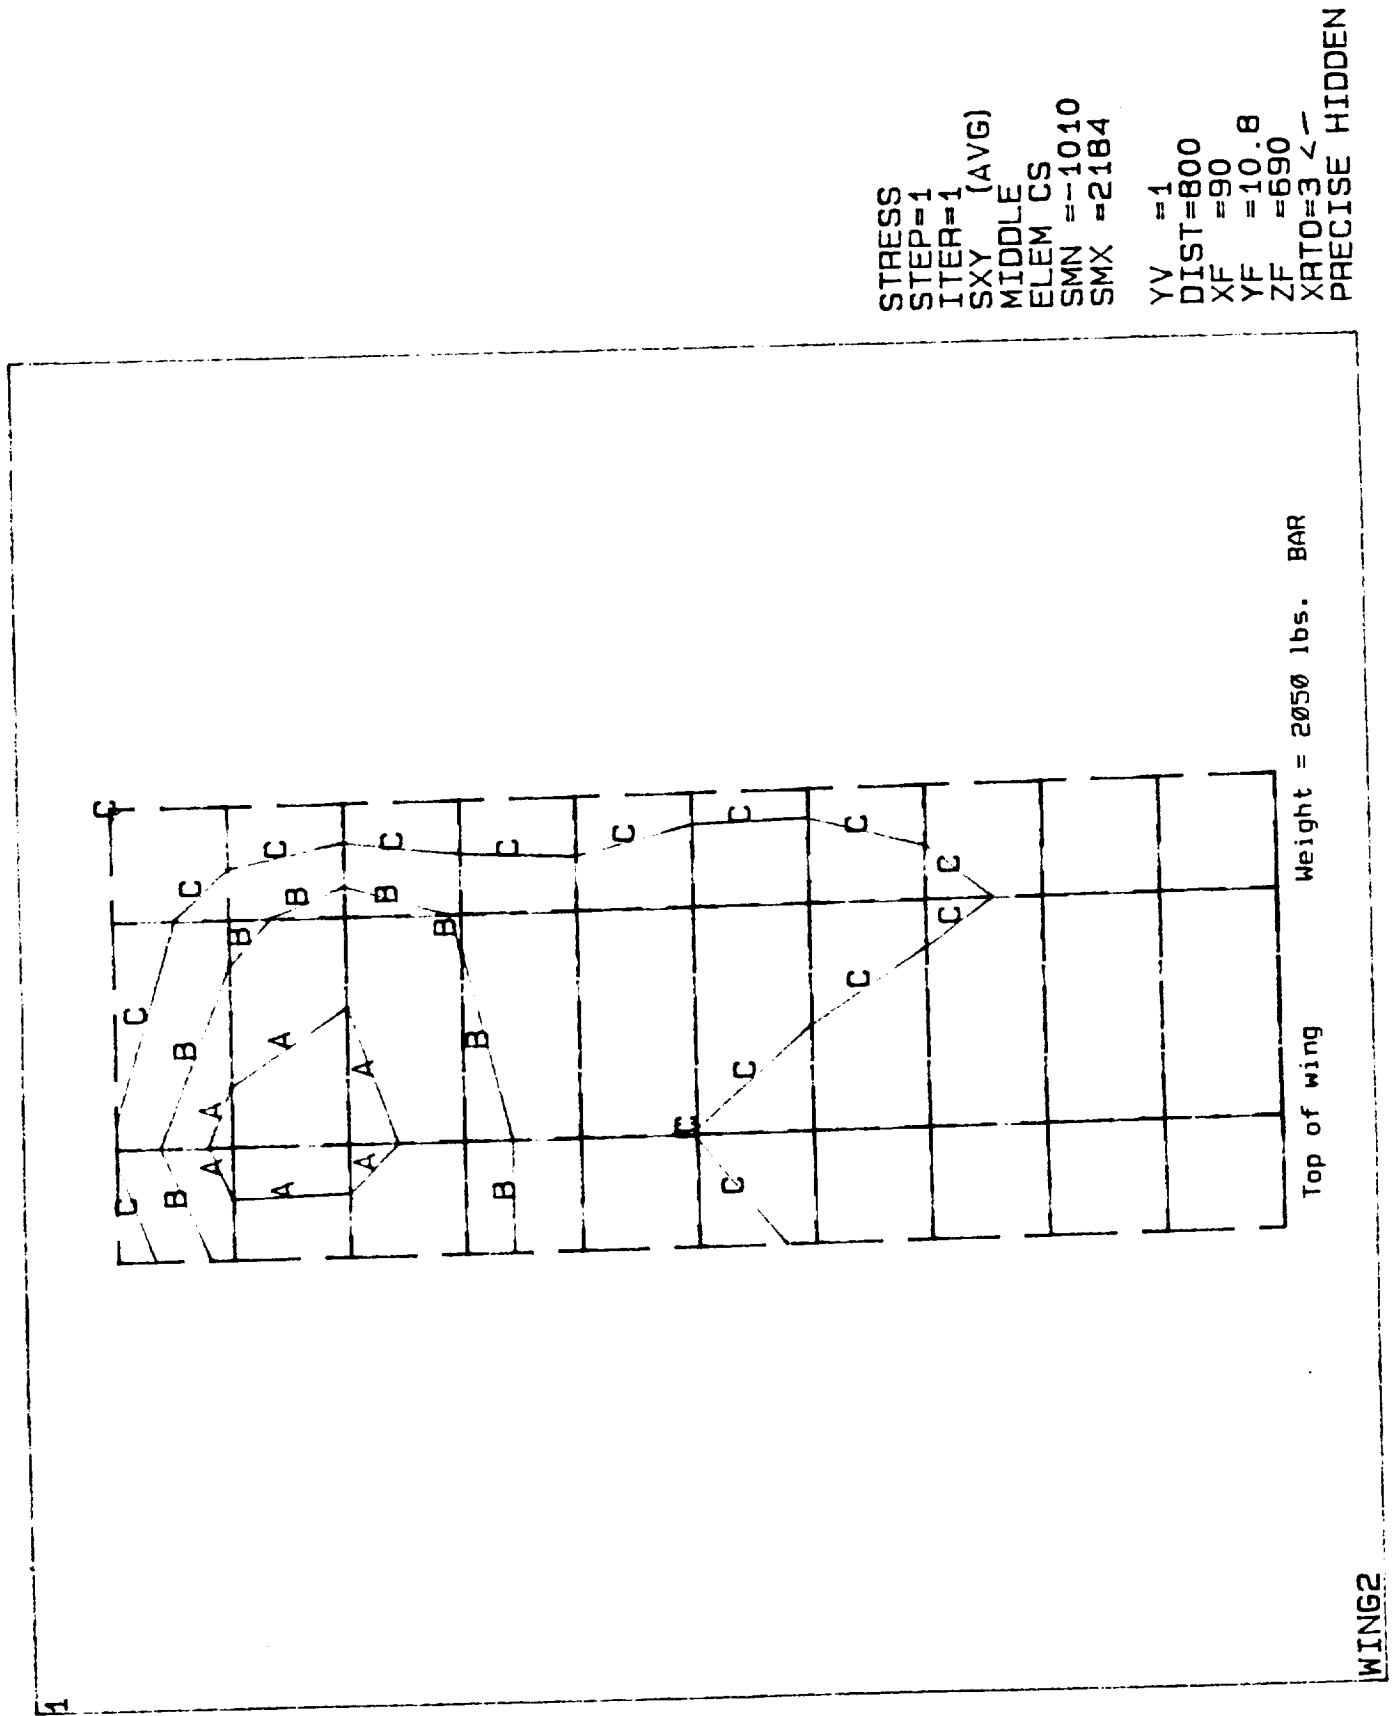 1
STRESS
STEP=1
ITER=1
SXY (AVG)
MIDDLE
ELEM CS
SMN =-1010
SMX =2184
YV =1
DIST=800
XF =90
YF =10.8
ZF =690
XRTO=3 <-
PRECISE HIDDEN
C
C C C C C C C C C
B B B C C
B B B C
C B A A B C
C B A A A A B C
Top of wing Weight = 2050 lbs. BAR
WING2